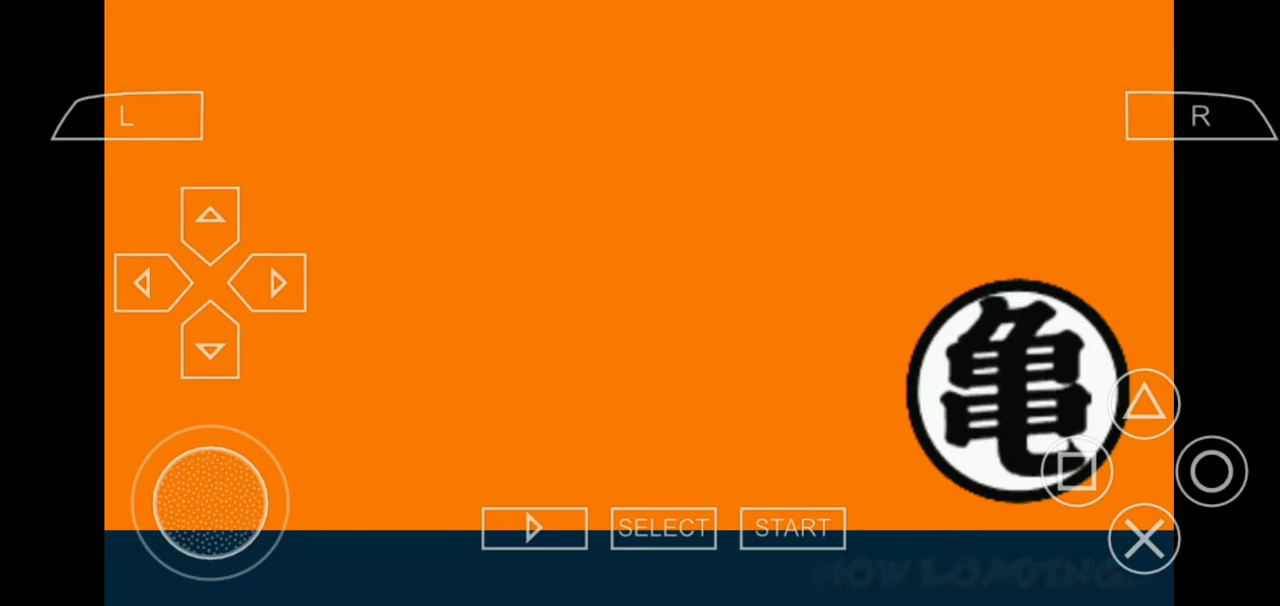 L
R
亀
SELECT
START
NOW LOADING